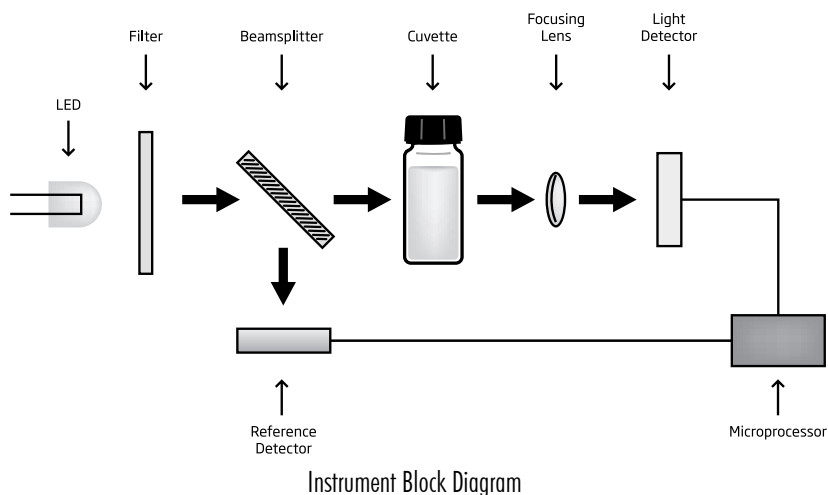 Filter
Beamsplitter
Cuvette
Focusing
Lens
Light
Detector
LED
Reference
Detector
Microprocessor
Instrument Block Diagram